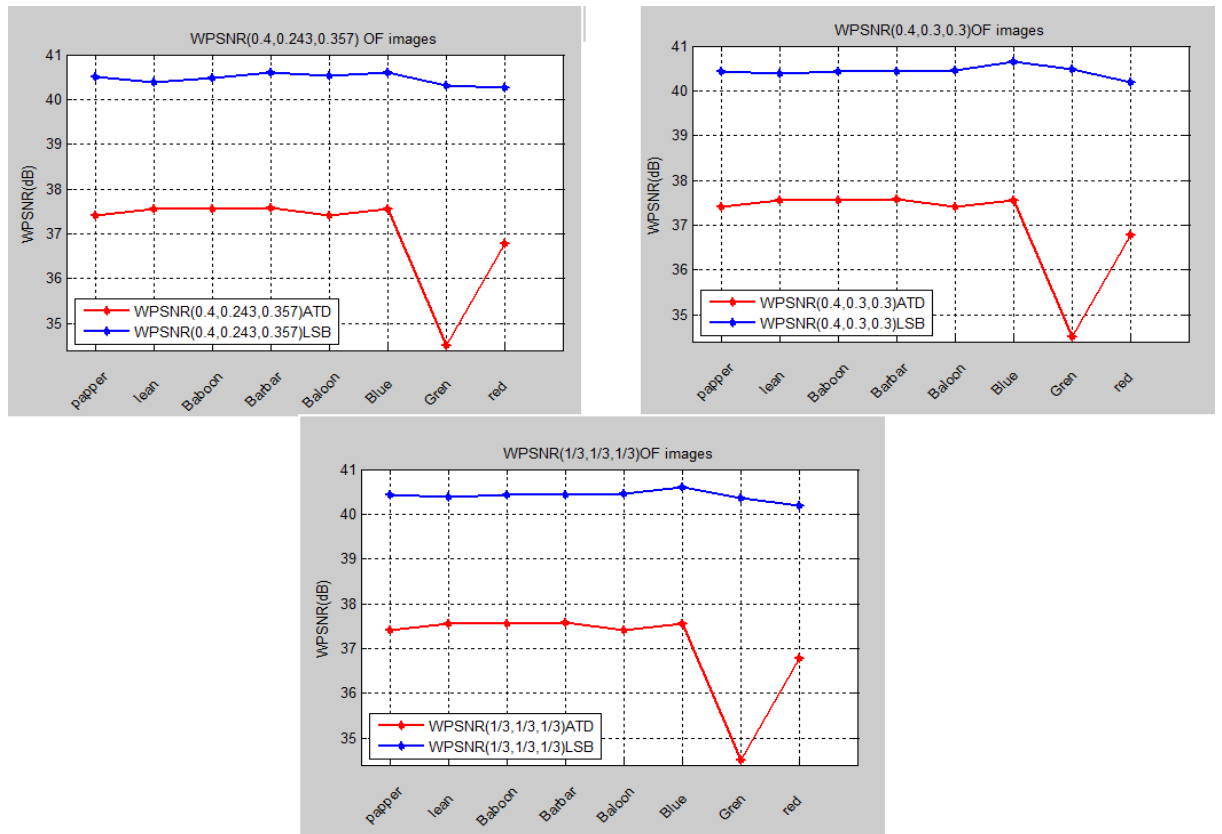 WPSNR(0.4,0.243,0.357) OF images
41
40
39
38
37
36
35
WPSNR(dB)
WPSNR(0.4,0.243,0.357)ATD
WPSNR(0.4,0.243,0.357)LSB
papper
lean
Baboon
Barbar
Baloon
Blue
Gren
red
WPSNR(0.4,0.3,0.3)OF images
41
40
39
38
37
36
35
WPSNR(dB)
WPSNR(0.4,0.3,0.3)ATD
WPSNR(0.4,0.3,0.3)LSB
papper
lean
Baboon
Barbar
Baloon
Blue
Gren
red
WPSNR(1/3,1/3,1/3)OF images
41
40
39
38
37
36
35
WPSNR(dB)
WPSNR(1/3,1/3,1/3)ATD
WPSNR(1/3,1/3,1/3)LSB
papper
lean
Baboon
Barbar
Baloon
Blue
Gren
red